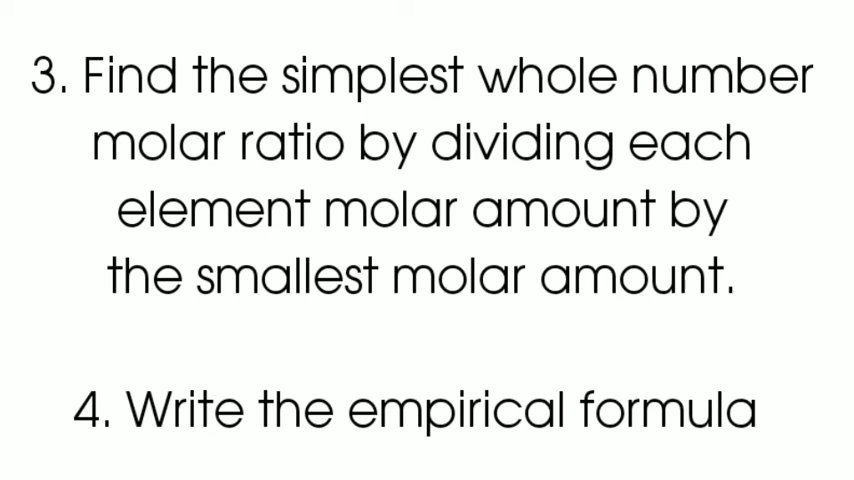 3. Find the simplest whole number
molar ratio by dividing each
element molar amount by
the smallest molar amount.
4. Write the empirical formula